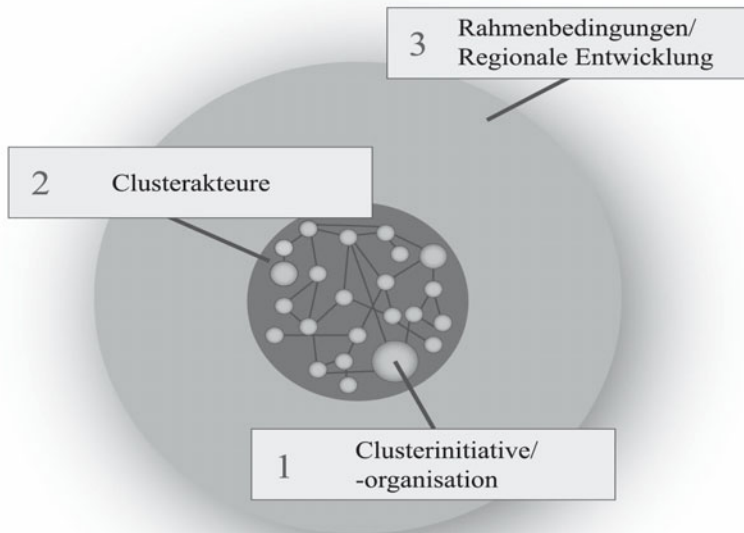 3 Rahmenbedingungen/
Regionale Entwicklung
2 Clusterakteure
1 Clusterinitiative/
-organisation